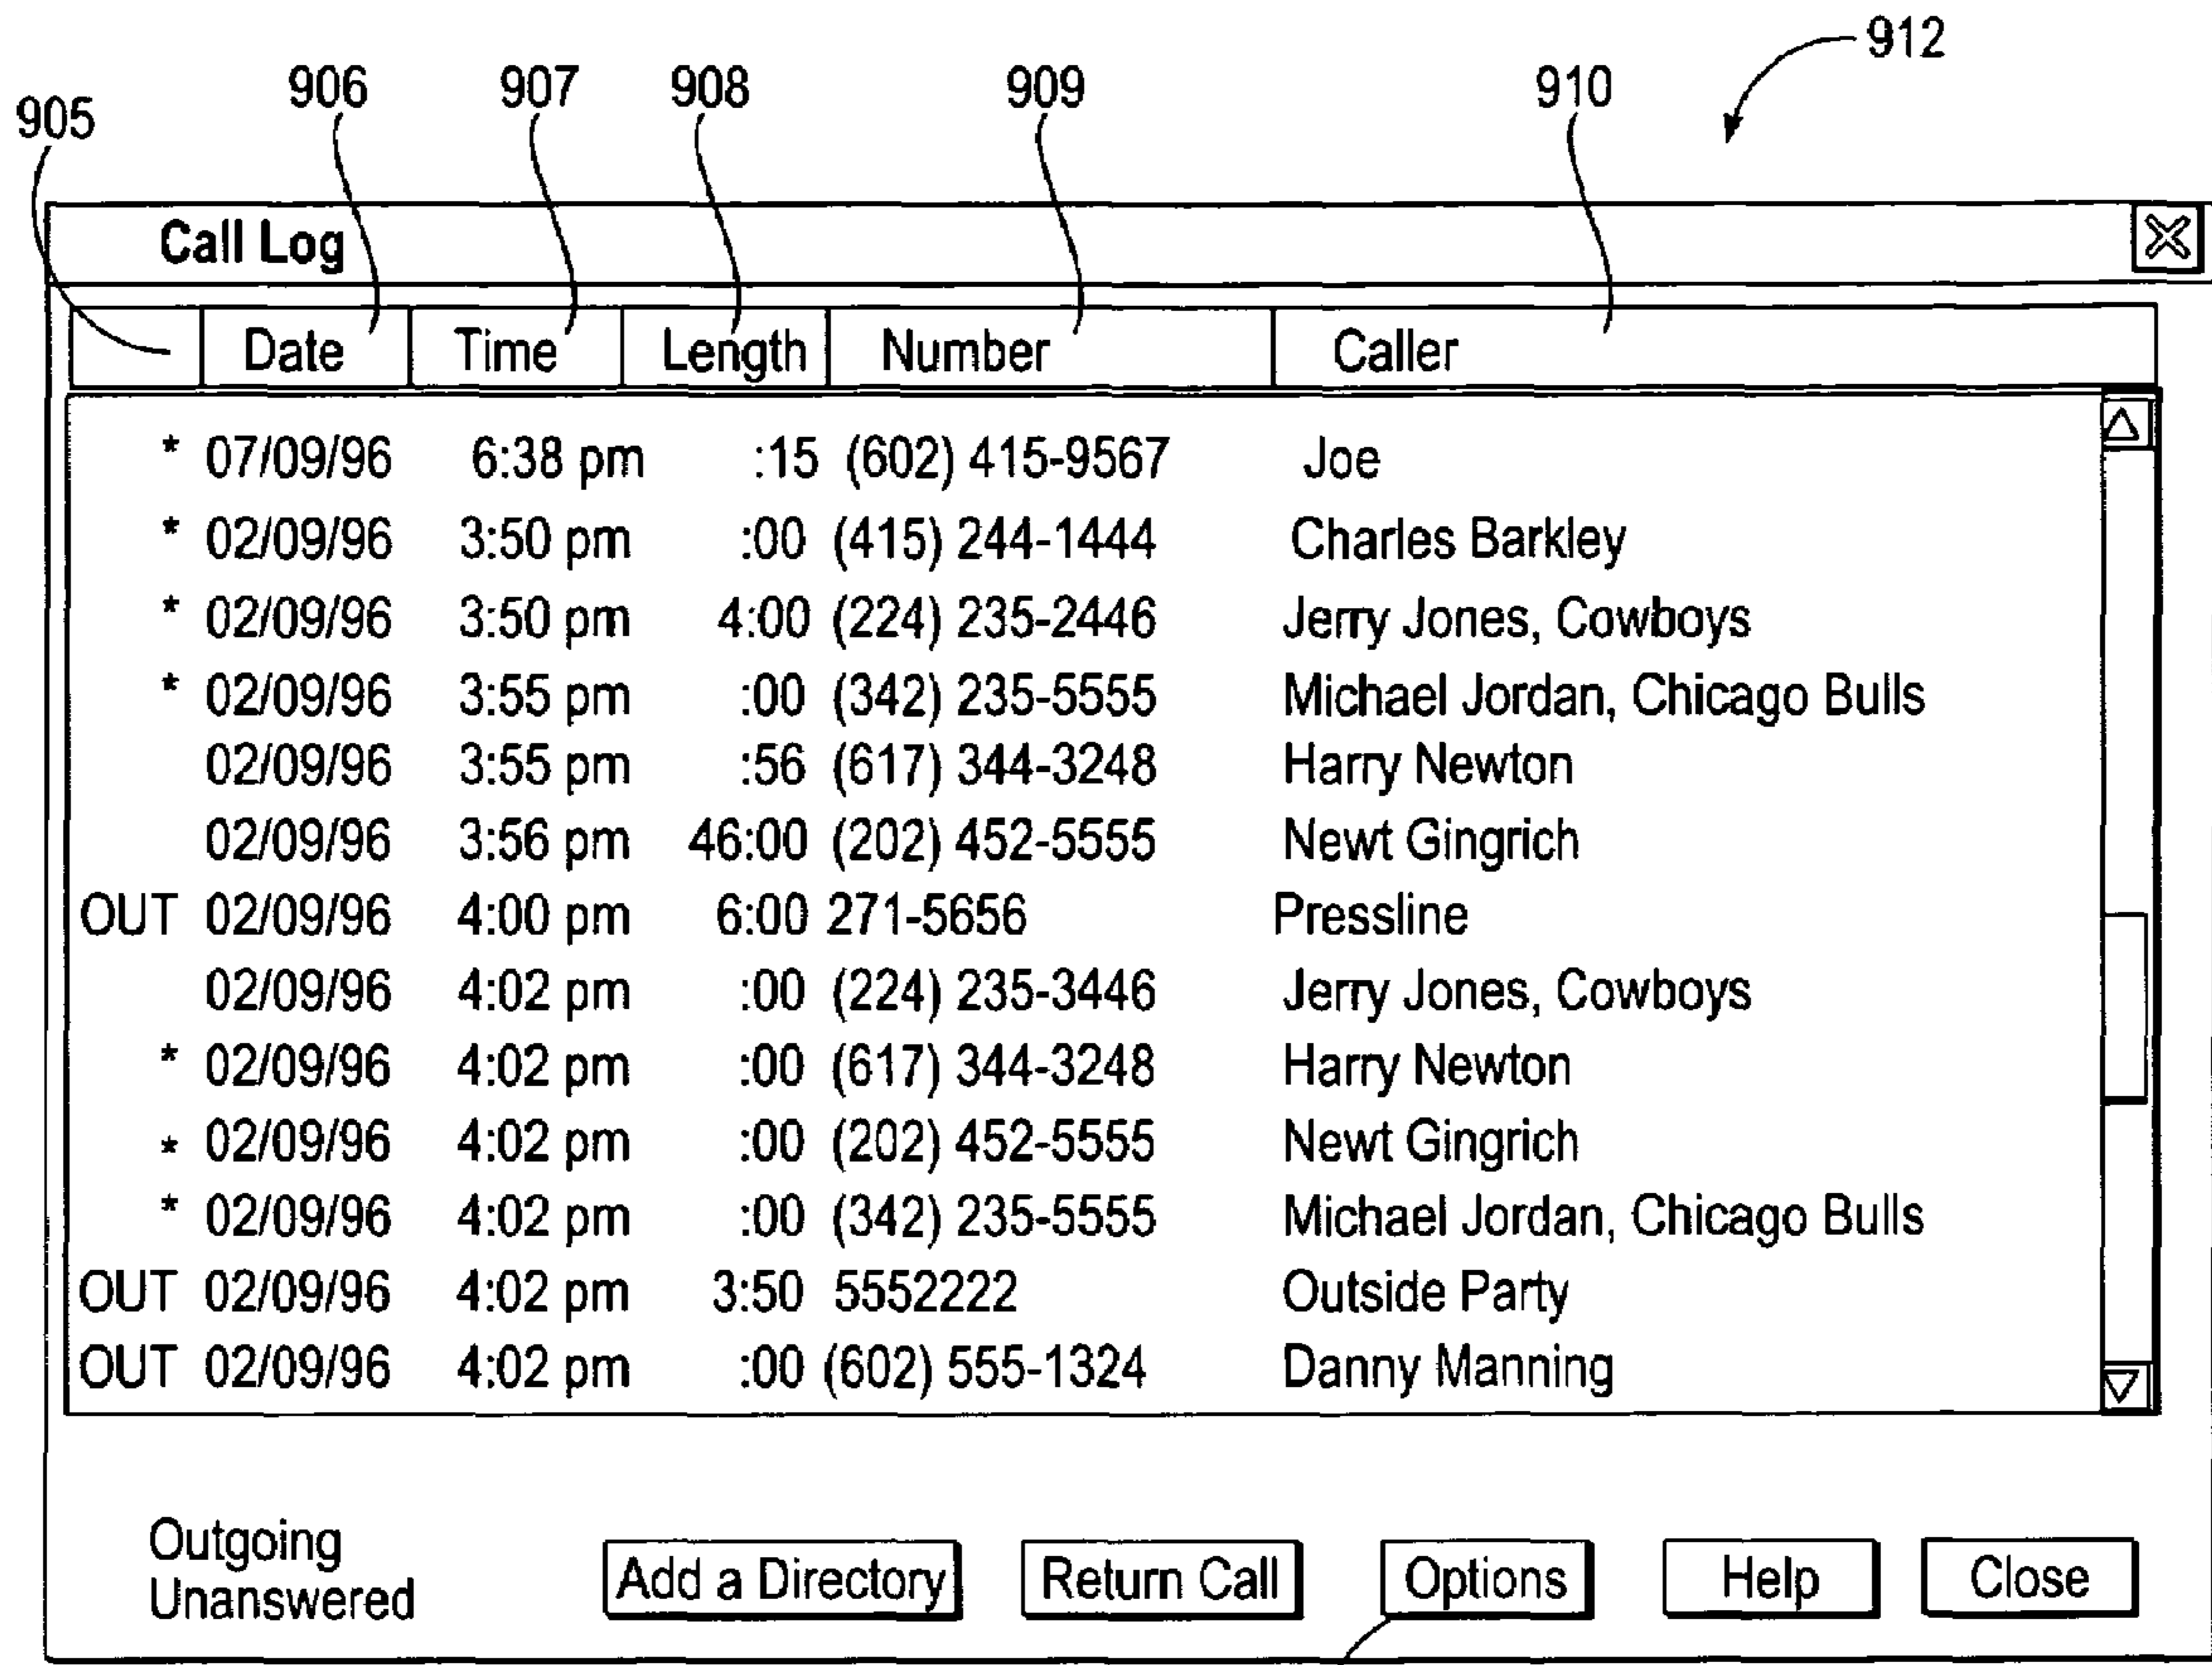 912
906 907 908 909 910
905
Call Log
Date Time Length Number Caller
* 07/09/96 6:38 pm :15 (602) 415-9567 Joe
* 02/09/96 3:50 pm :00 (415) 244-1444 Charles Barkley
* 02/09/96 3:50 pm 4:00 (224) 235-2446 Jerry Jones, Cowboys
* 02/09/96 3:55 pm :00 (342) 235-5555 Michael Jordan, Chicago Bulls
02/09/96 3:55 pm :56 (617) 344-3248 Harry Newton
02/09/96 3:56 pm 46:00 (202) 452-5555 Newt Gingrich
OUT 02/09/96 4:00 pm 6:00 271-5656 Pressline
02/09/96 4:02 pm :00 (224) 235-3446 Jerry Jones, Cowboys
* 02/09/96 4:02 pm :00 (617) 344-3248 Harry Newton
* 02/09/96 4:02 pm :00 (202) 452-5555 Newt Gingrich
* 02/09/96 4:02 pm :00 (342) 235-5555 Michael Jordan, Chicago Bulls
OUT 02/09/96 4:02 pm 3:50 5552222 Outside Party
OUT 02/09/96 4:02 pm :00 (602) 555-1324 Danny Manning
Outgoing
Unanswered
Add a Directory Return Call Options Help Close